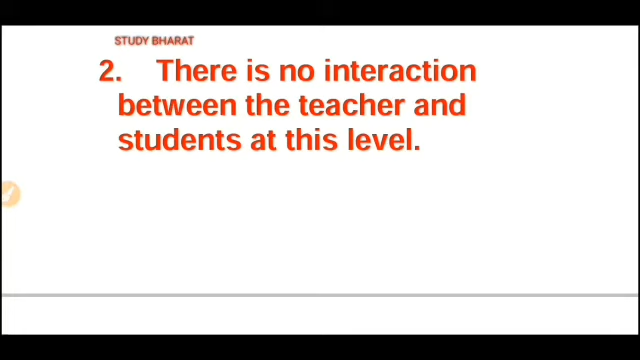 STUDY BHARAT
2. There is no interaction
between the teacher and
students at this level.